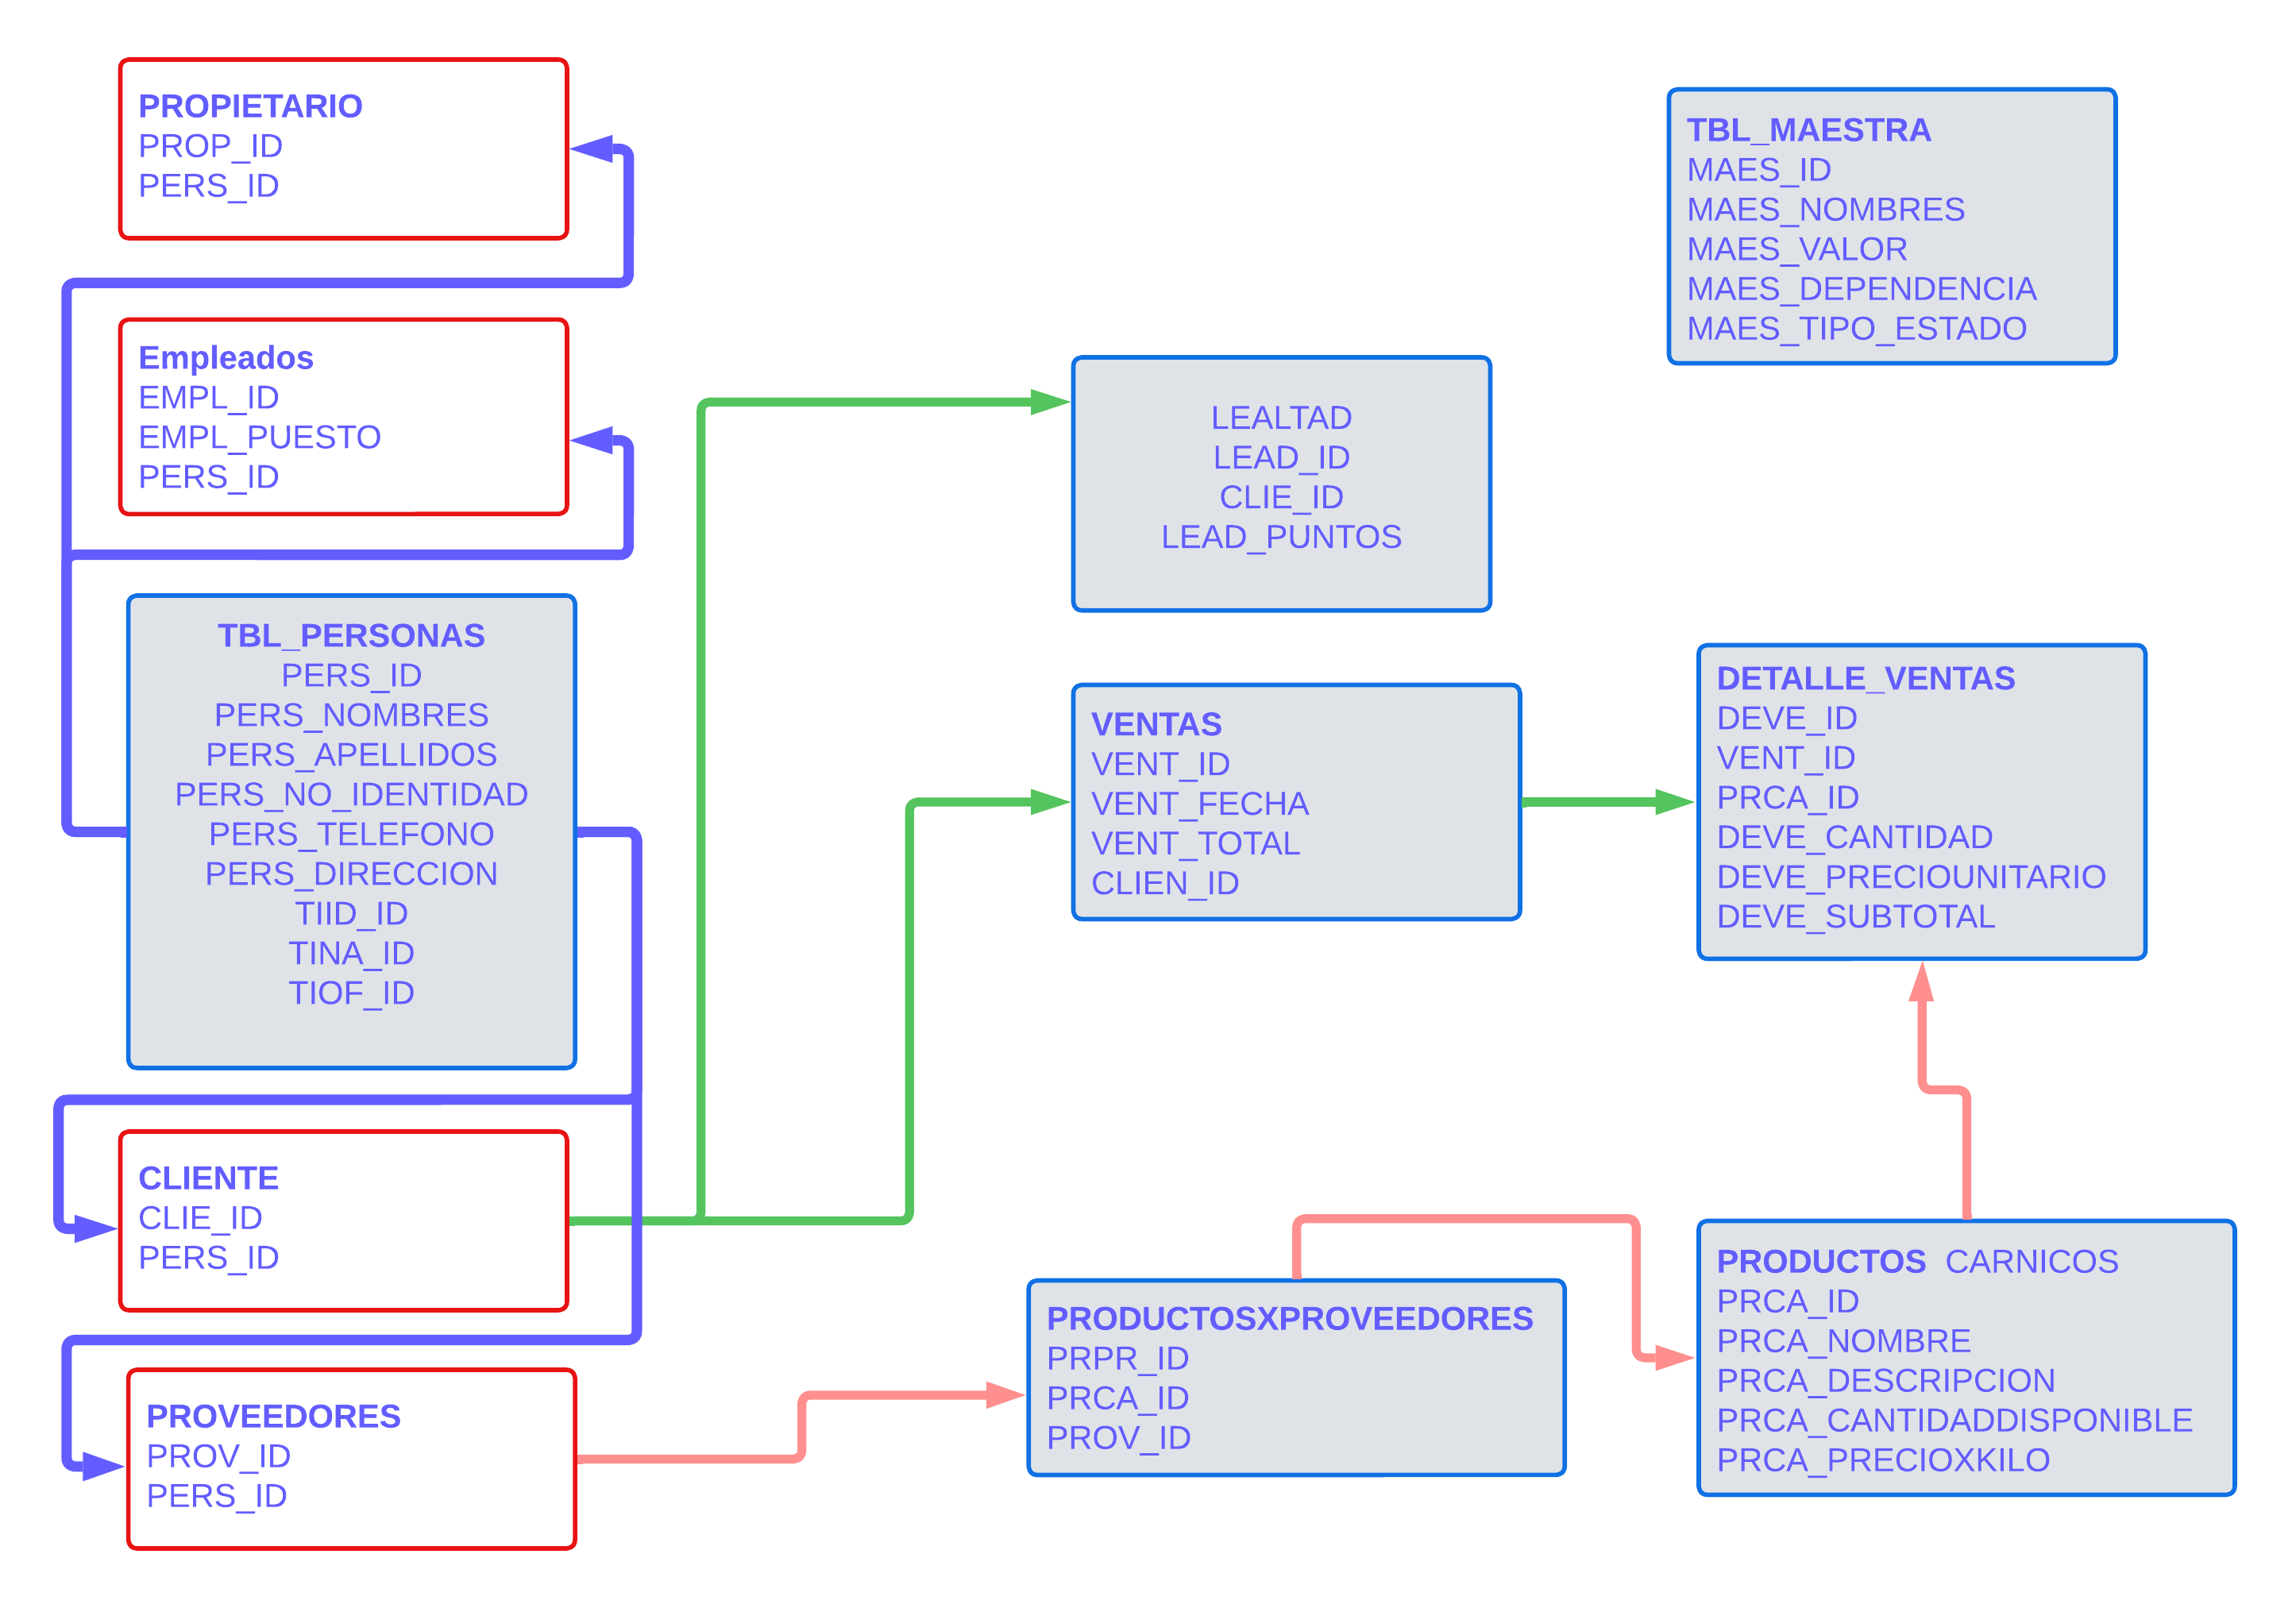 PROPIETARIO
PROP_ID
PERS_ID
Empleados
EMPL_ID
EMPL_PUESTO
PERS_ID
TBL_PERSONAS
PERS_ID
PERS_NOMBRES
PERS_APELLIDOS
PERS_NO_IDENTIDAD
PERS_TELEFONO
PERS_DIRECCION
TIID_ID
TINA_ID
TIOF_ID
CLIENTE
CLIE_ID
PERS_ID
PROVEEDORES
PROV_ID
PERS_ID
LEALTAD
LEAD_ID
CLIE_ID
LEAD_PUNTOS
VENTAS
VENT_ID
VENT_FECHA
VENT_TOTAL
CLIEN_ID
PRODUCTOSXPROVEEDORES
PRPR_ID
PRCA_ID
PROV_ID
TBL_MAESTRA
MAES_ID
MAES_NOMBRES
MAES_VALOR
MAES_DEPENDENCIA
MAES_TIPO_ESTADO
DETALLE_VENTAS
DEVE_ID
VENT_ID
PRCA_ID
DEVE_CANTIDAD
DEVE_PRECIOUNITARIO
DEVE_SUBTOTAL
PRODUCTOS CARNICOS
PRCA_ID
PRCA_NOMBRE
PRCA_DESCRIPCION
PRCA_CANTIDADDISPONIBLE
PRCA_PRECIOXKILO